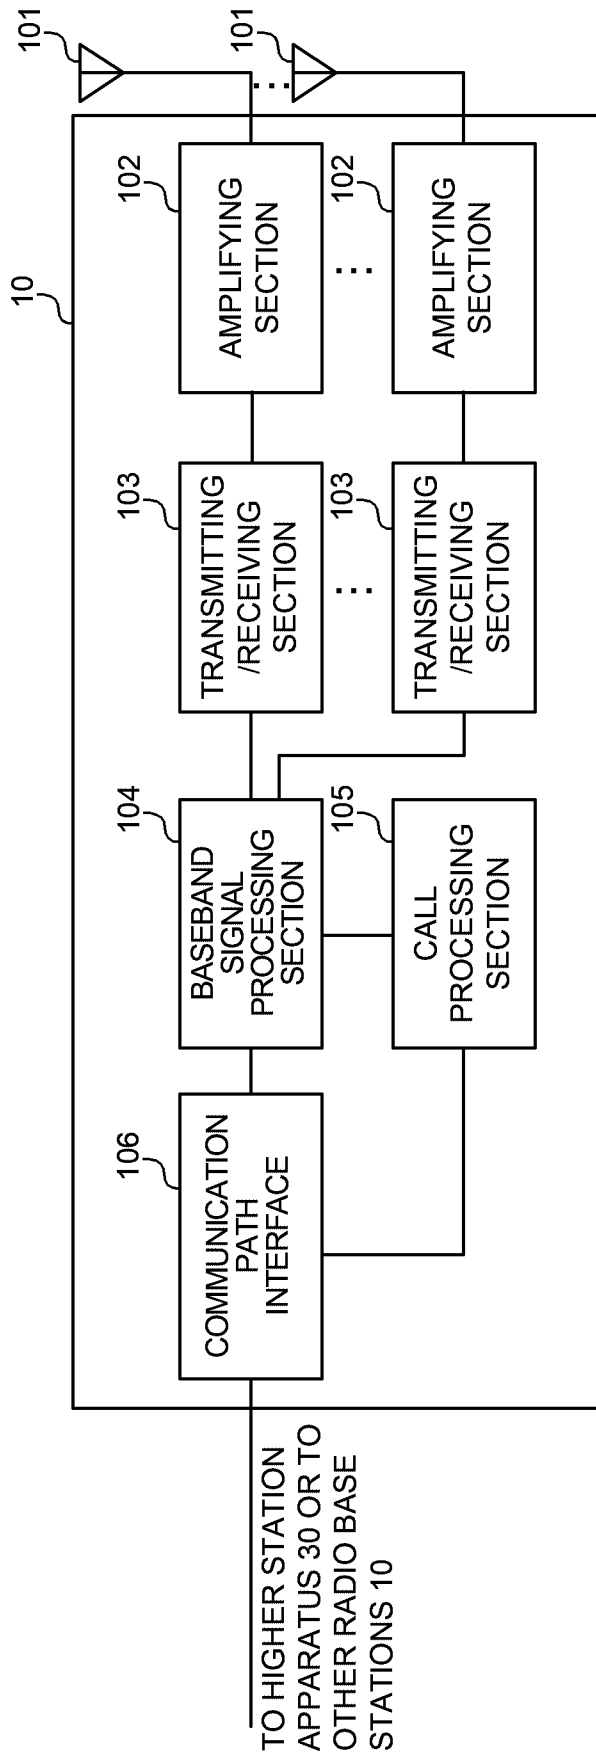 10
101
101
102
AMPLIFYING
SECTION
102
AMPLIFYING
SECTION
103
TRANSMITTING
/RECEIVING
SECTION
103
TRANSMITTING
/RECEIVING
SECTION
104
BASEBAND
SIGNAL
PROCESSING
SECTION
105
CALL
PROCESSING
SECTION
106
COMMUNICATION
PATH
INTERFACE
TO HIGHER STATION
APPARATUS 30 OR TO
OTHER RADIO BASE
STATIONS 10